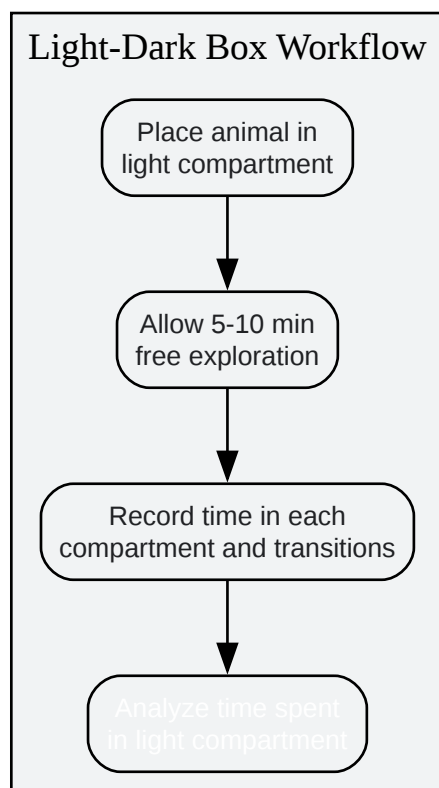 Light-Dark Box Workflow
Place animal in
light compartment
Allow 5-10 min
free exploration
Record time in each
compartment and transitions
Analyze time spent
in light compartment